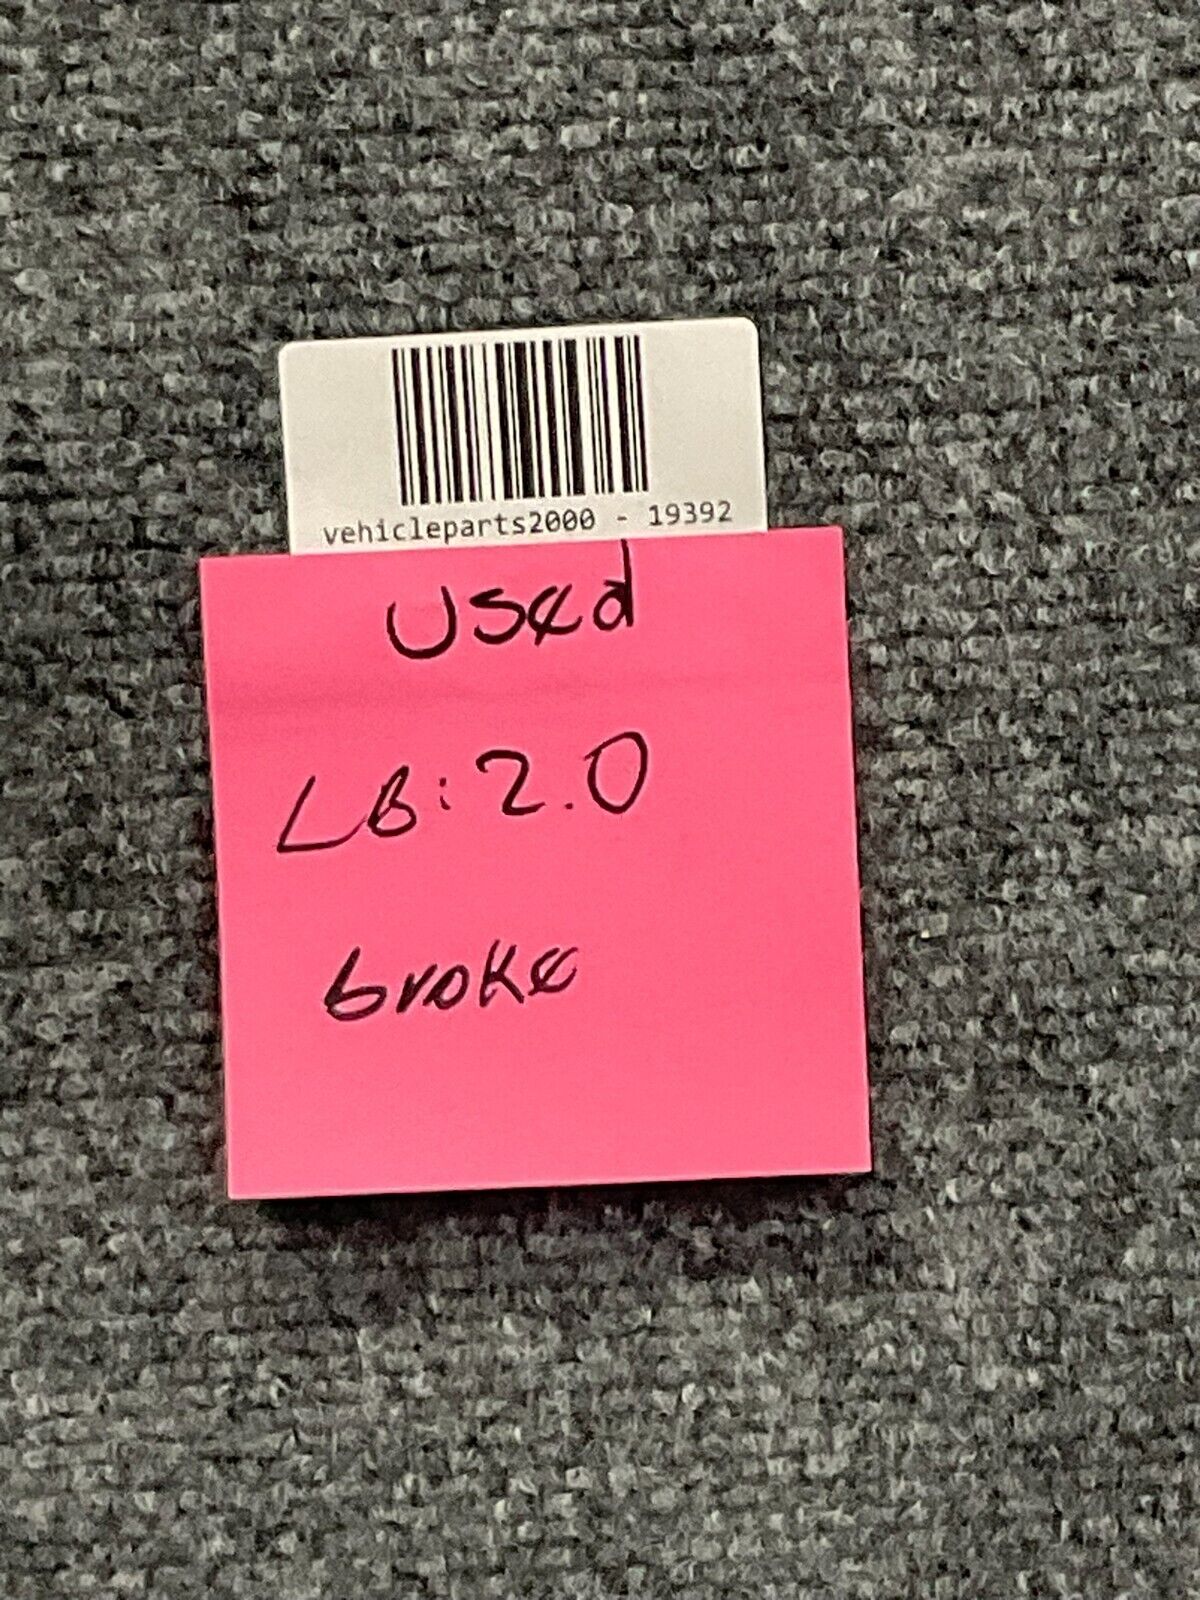 vehicleparts2000 - 19392
Used
LB: 2.0
broke